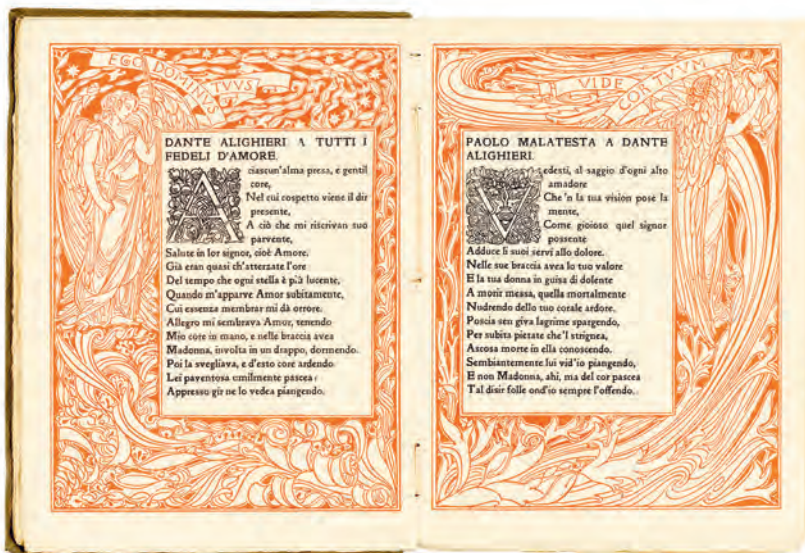 EGO DOMINVS TVVS
DANTE ALIGHIERI A TUTTI I
FEDELI D'AMORE.
A ciascun'alma presa, e gentil
core,
Nel cui cospetto viene il dir
presente,
A ciò che mi riscrivan suo
parvente,
Salute in lor signor, cioè Amore.
Già eran quasi ch'atterzate l'ore
Del tempo che ogni stella è più lucente,
Quando m'apparve Amor subitamente,
Cui essenza membrar mi dà orrore.
Allegro mi sembrava Amor, tenendo
Mio core in mano, e nelle braccia avea
Madonna, involta in un drappo, dormendo.
Poi la svegliava, e d'esto core ardendo
Lei paventosa umilmente pascea:
Appresso gir ne lo vedea piangendo.
VIDE COR TVVM
PAOLO MALATESTA A DANTE
ALIGHIERI.
Vedesti, al saggio d'ogni alto
amadore
Che 'n la tua vision pose la
mente,
Come gioioso quel signor
possente
Adduce li suoi servi allo dolore.
Nelle sue braccia avea lo tuo valore
E la tua donna in guisa di dolente
A morir messa, quella mortalmente
Nudrendo dello tuo corale ardore.
Poscia sen giva lagrime spargendo,
Per subita pietate che'l strignea,
Ascosa morte in ella conoscendo.
Sembiantemente lui vid'io piangendo,
E non Madonna, ahi, ma del cor pascea
Tal disir folle ond'io sempre l'offendo.